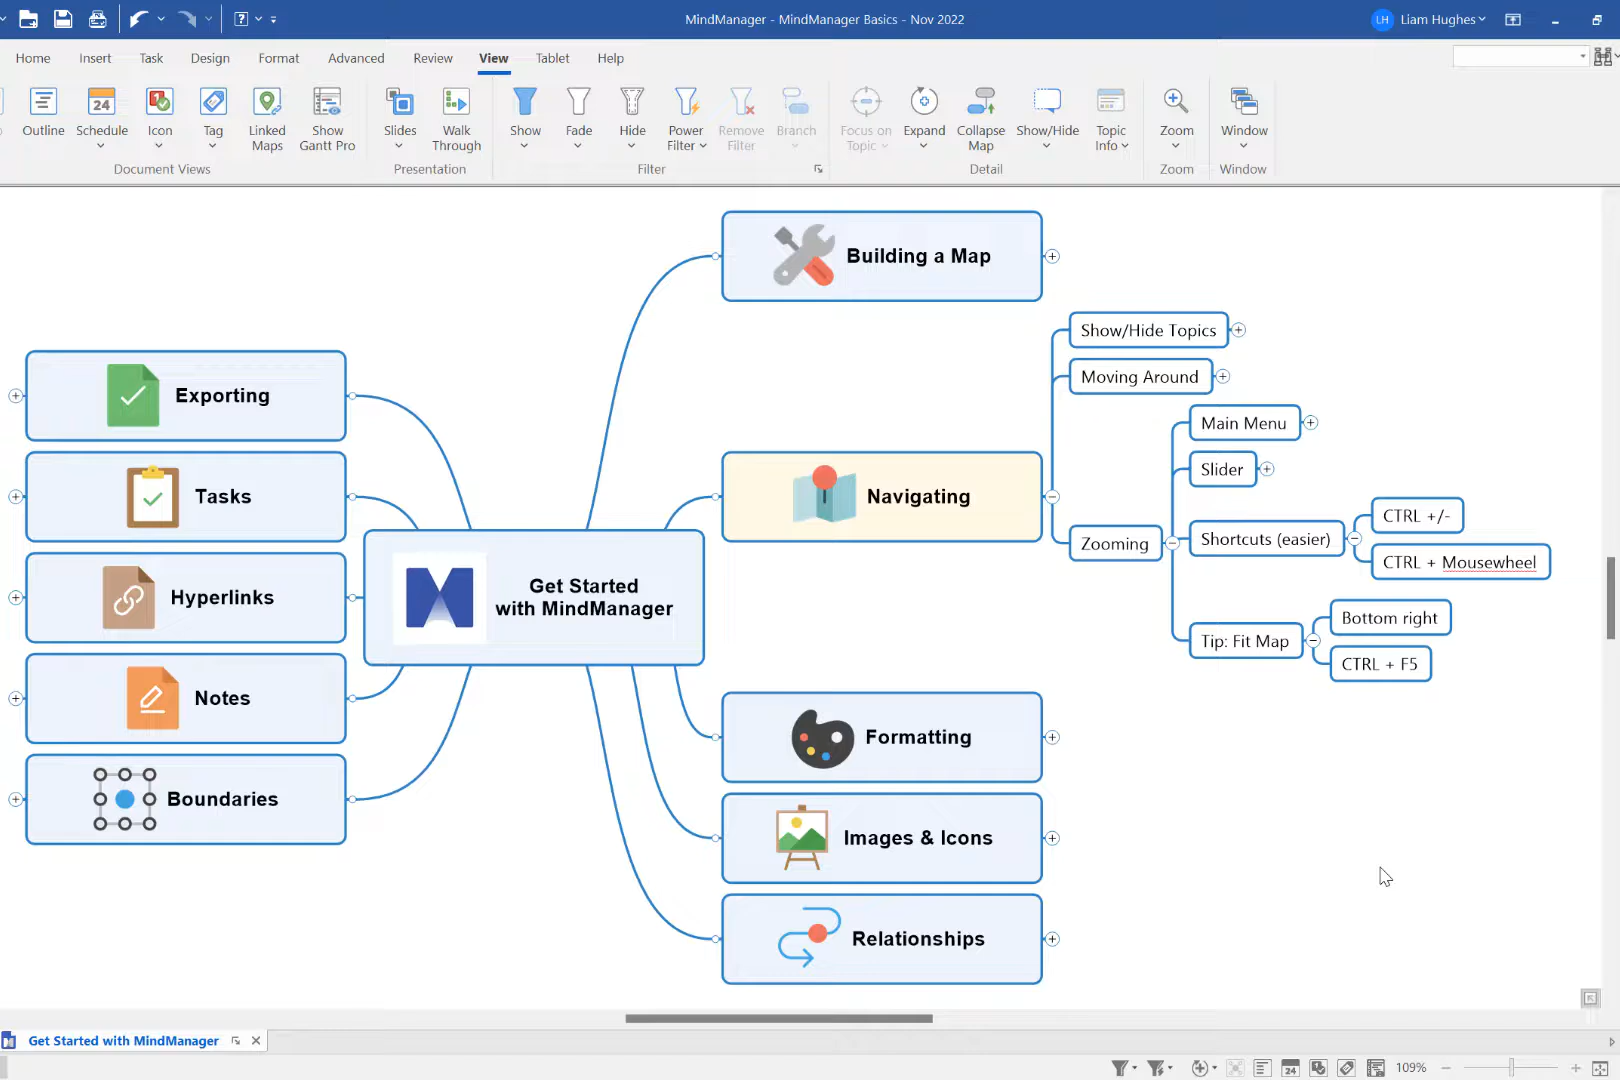 MindManager - MindManager Basics - Nov 2022
LH Liam Hughes
Home Insert Task Design Format Advanced Review View Tablet Help
Outline
24
Schedule
Icon
Tag
Linked Maps
Show Gantt Pro
Document Views
Slides
Walk Through
Presentation
Show
Fade
Hide
Power Filter
Remove Filter
Branch
Filter
Focus on Topic
Expand
Collapse Map
Show/Hide
Topic Info
Detail
Zoom
Zoom
Window
Window
Building a Map
Show/Hide Topics
Moving Around
Exporting
Main Menu
Slider
Tasks
Navigating
CTRL +/-
Shortcuts (easier)
Zooming
CTRL + Mousewheel
Get Started
with MindManager
Hyperlinks
Bottom right
Tip: Fit Map
CTRL + F5
Notes
Formatting
Boundaries
Images & Icons
Relationships
Get Started with MindManager
24
109%